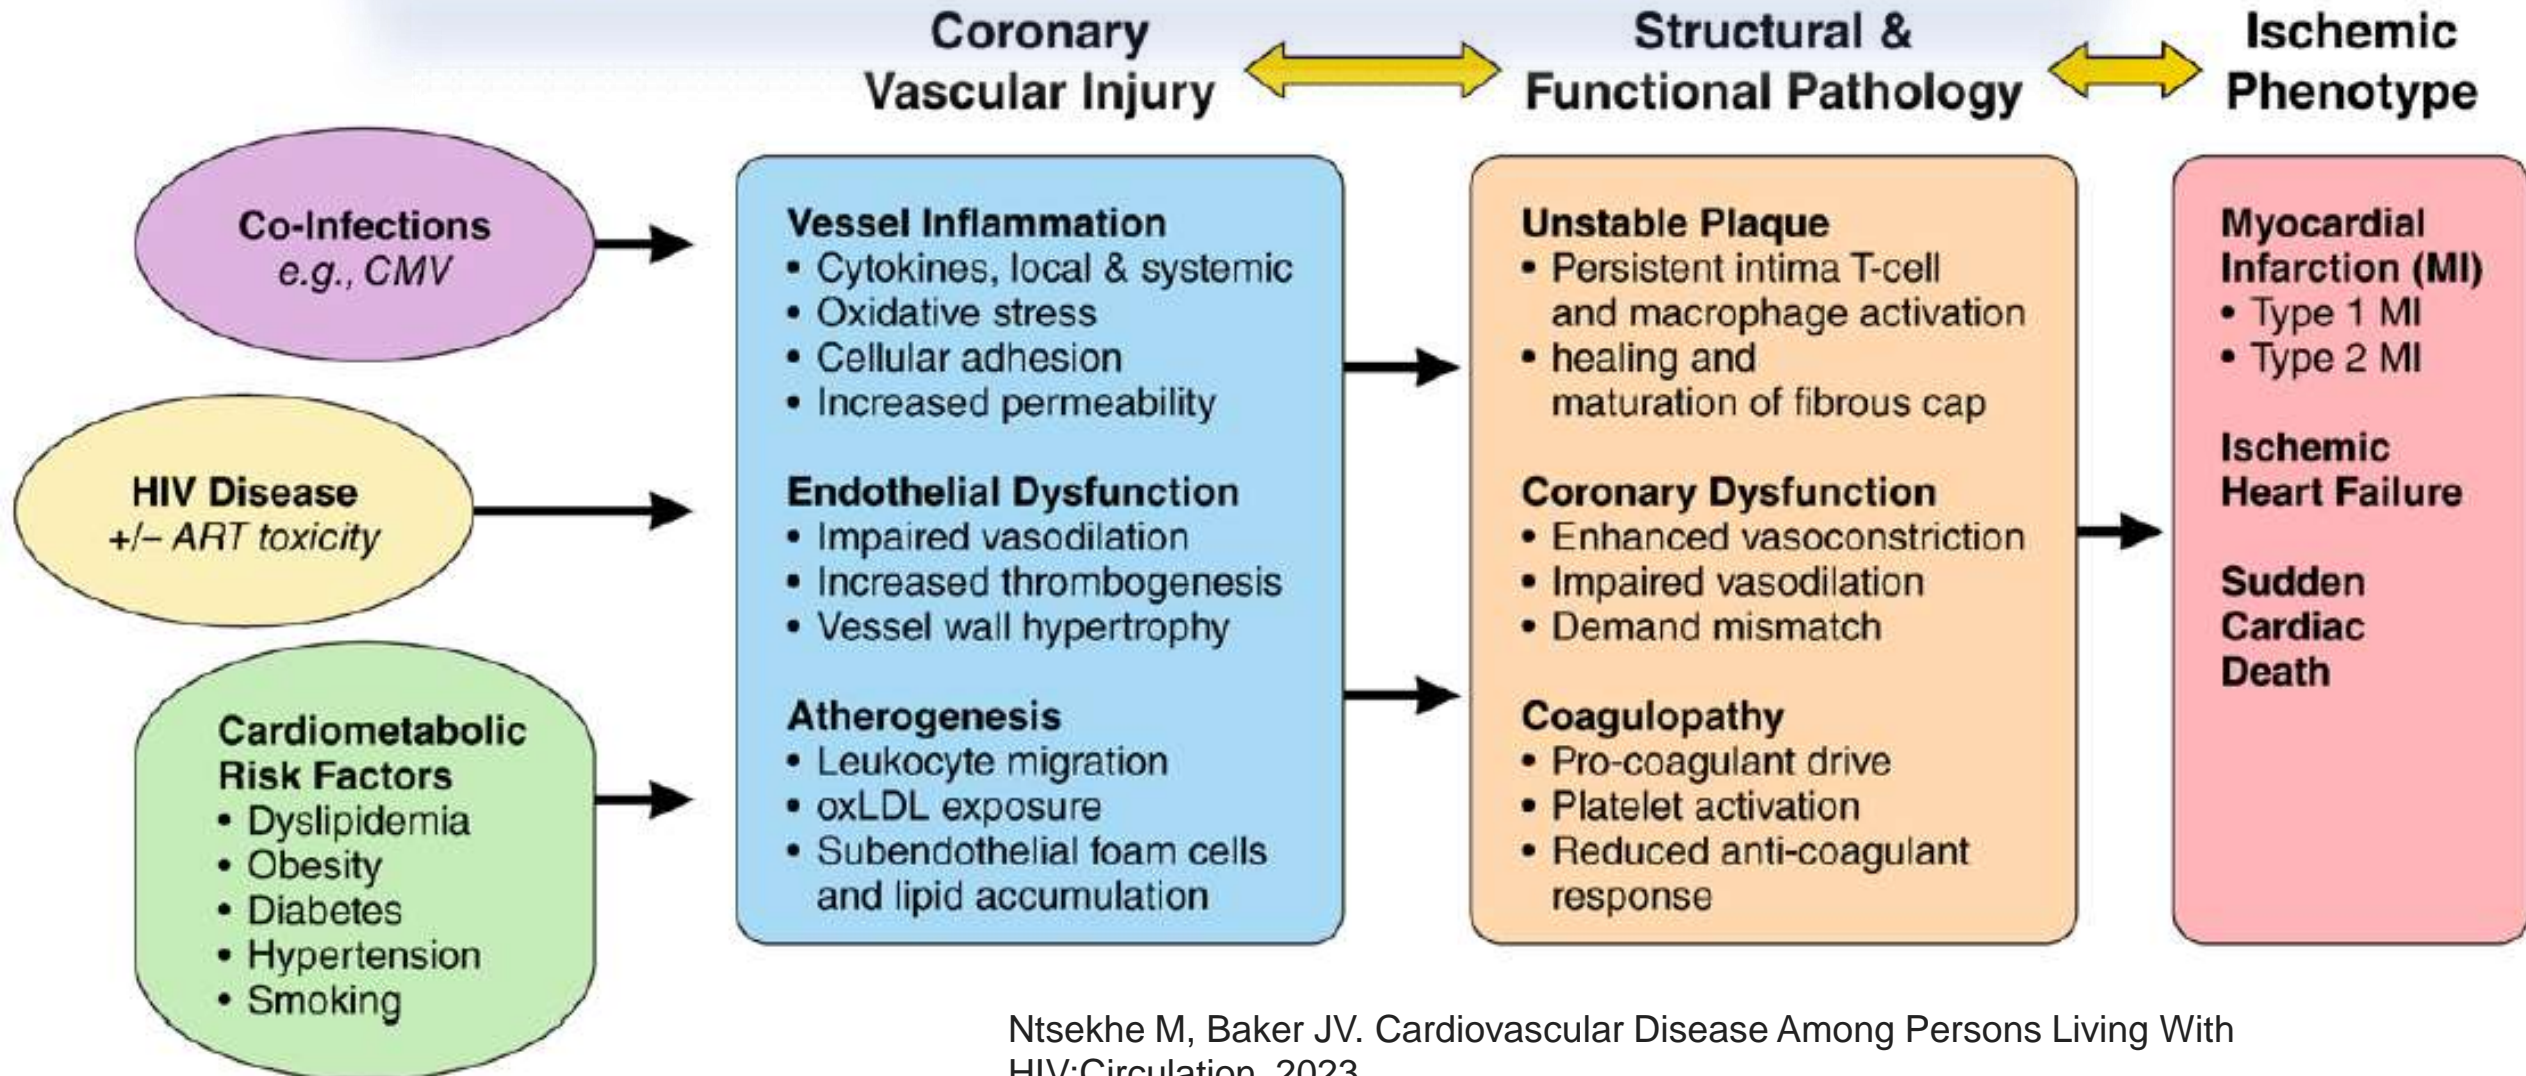 Coronary
Vascular Injury
Structural &
Functional Pathology
Ischemic
Phenotype
Co-Infections
e.g., CMV
HIV Disease
+/– ART toxicity
Cardiometabolic
Risk Factors
• Dyslipidemia
• Obesity
• Diabetes
• Hypertension
• Smoking
Vessel Inflammation
• Cytokines, local & systemic
• Oxidative stress
• Cellular adhesion
• Increased permeability
Endothelial Dysfunction
• Impaired vasodilation
• Increased thrombogenesis
• Vessel wall hypertrophy
Atherogenesis
• Leukocyte migration
• oxLDL exposure
• Subendothelial foam cells
and lipid accumulation
Unstable Plaque
• Persistent intima T-cell
and macrophage activation
• healing and
maturation of fibrous cap
Coronary Dysfunction
• Enhanced vasoconstriction
• Impaired vasodilation
• Demand mismatch
Coagulopathy
• Pro-coagulant drive
• Platelet activation
• Reduced anti-coagulant
response
Myocardial
Infarction (MI)
• Type 1 MI
• Type 2 MI
Ischemic
Heart Failure
Sudden
Cardiac
Death
Ntsekhe M, Baker JV. Cardiovascular Disease Among Persons Living With
HIV:Circulation. 2023